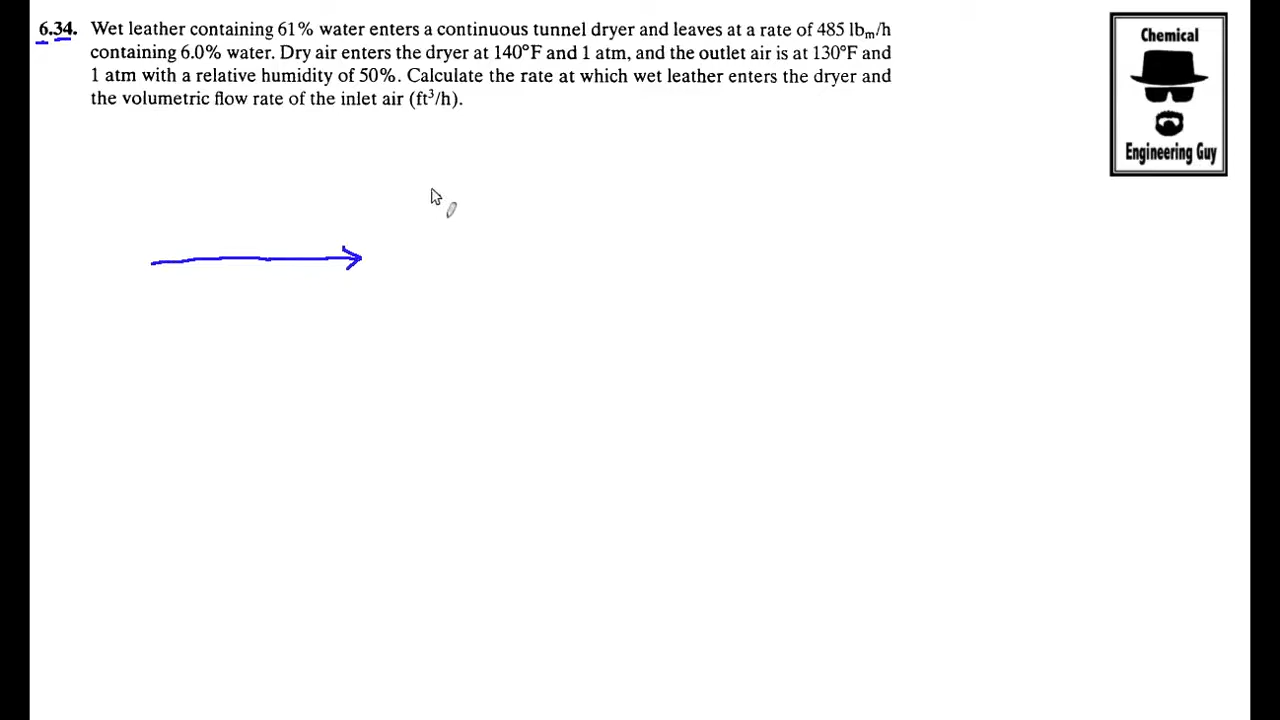 6.34. Wet leather containing 61% water enters a continuous tunnel dryer and leaves at a rate of 485 lbₘ/h
containing 6.0% water. Dry air enters the dryer at 140°F and 1 atm, and the outlet air is at 130°F and
1 atm with a relative humidity of 50%. Calculate the rate at which wet leather enters the dryer and
the volumetric flow rate of the inlet air (ft³/h).
Chemical
Engineering Guy